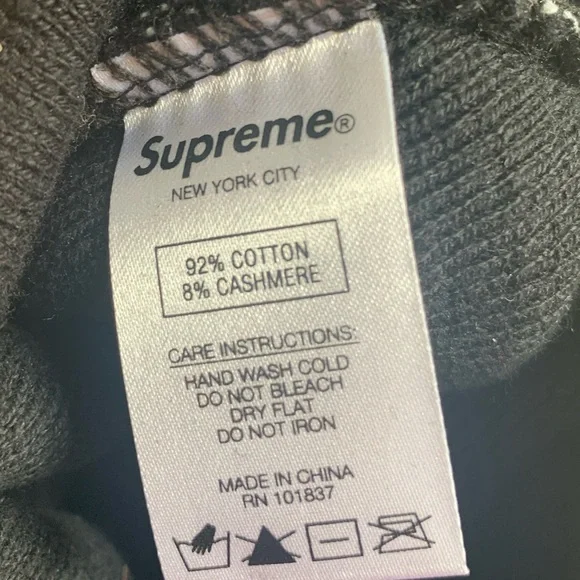 Supreme®
NEW YORK CITY
92% COTTON
8% CASHMERE
CARE INSTRUCTIONS:
HAND WASH COLD
DO NOT BLEACH
DRY FLAT
DO NOT IRON
MADE IN CHINA
RN 101837